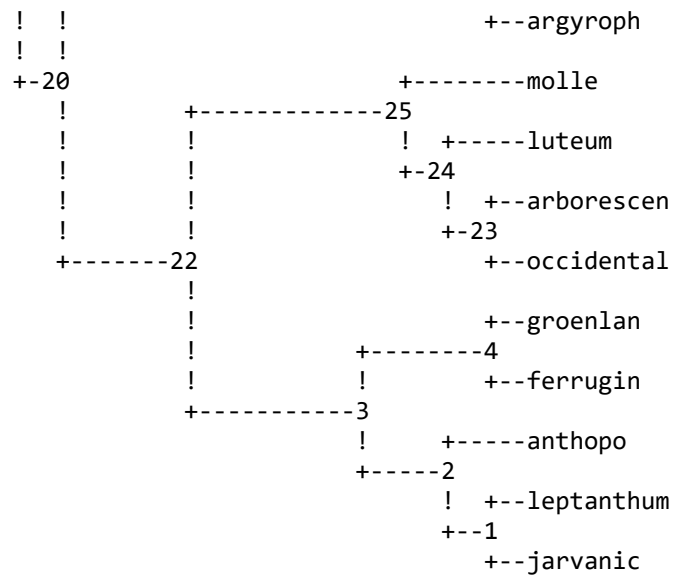 !  !                             +--argyroph
!  !
+-20                       +--------molle
   !        +-------------25
   !        !              !  +-----luteum
   !        !              +-24
   !        !                 !  +--arborescen
   !        !                 +-23
   +-------22                    +--occidental
            !
            !                    +--groenlan
            !           +--------4
            !           !        +--ferrugin
            +-----------3
                        !     +-----anthopo
                        +-----2
                              !  +--leptanthum
                              +--1
                                 +--jarvanic